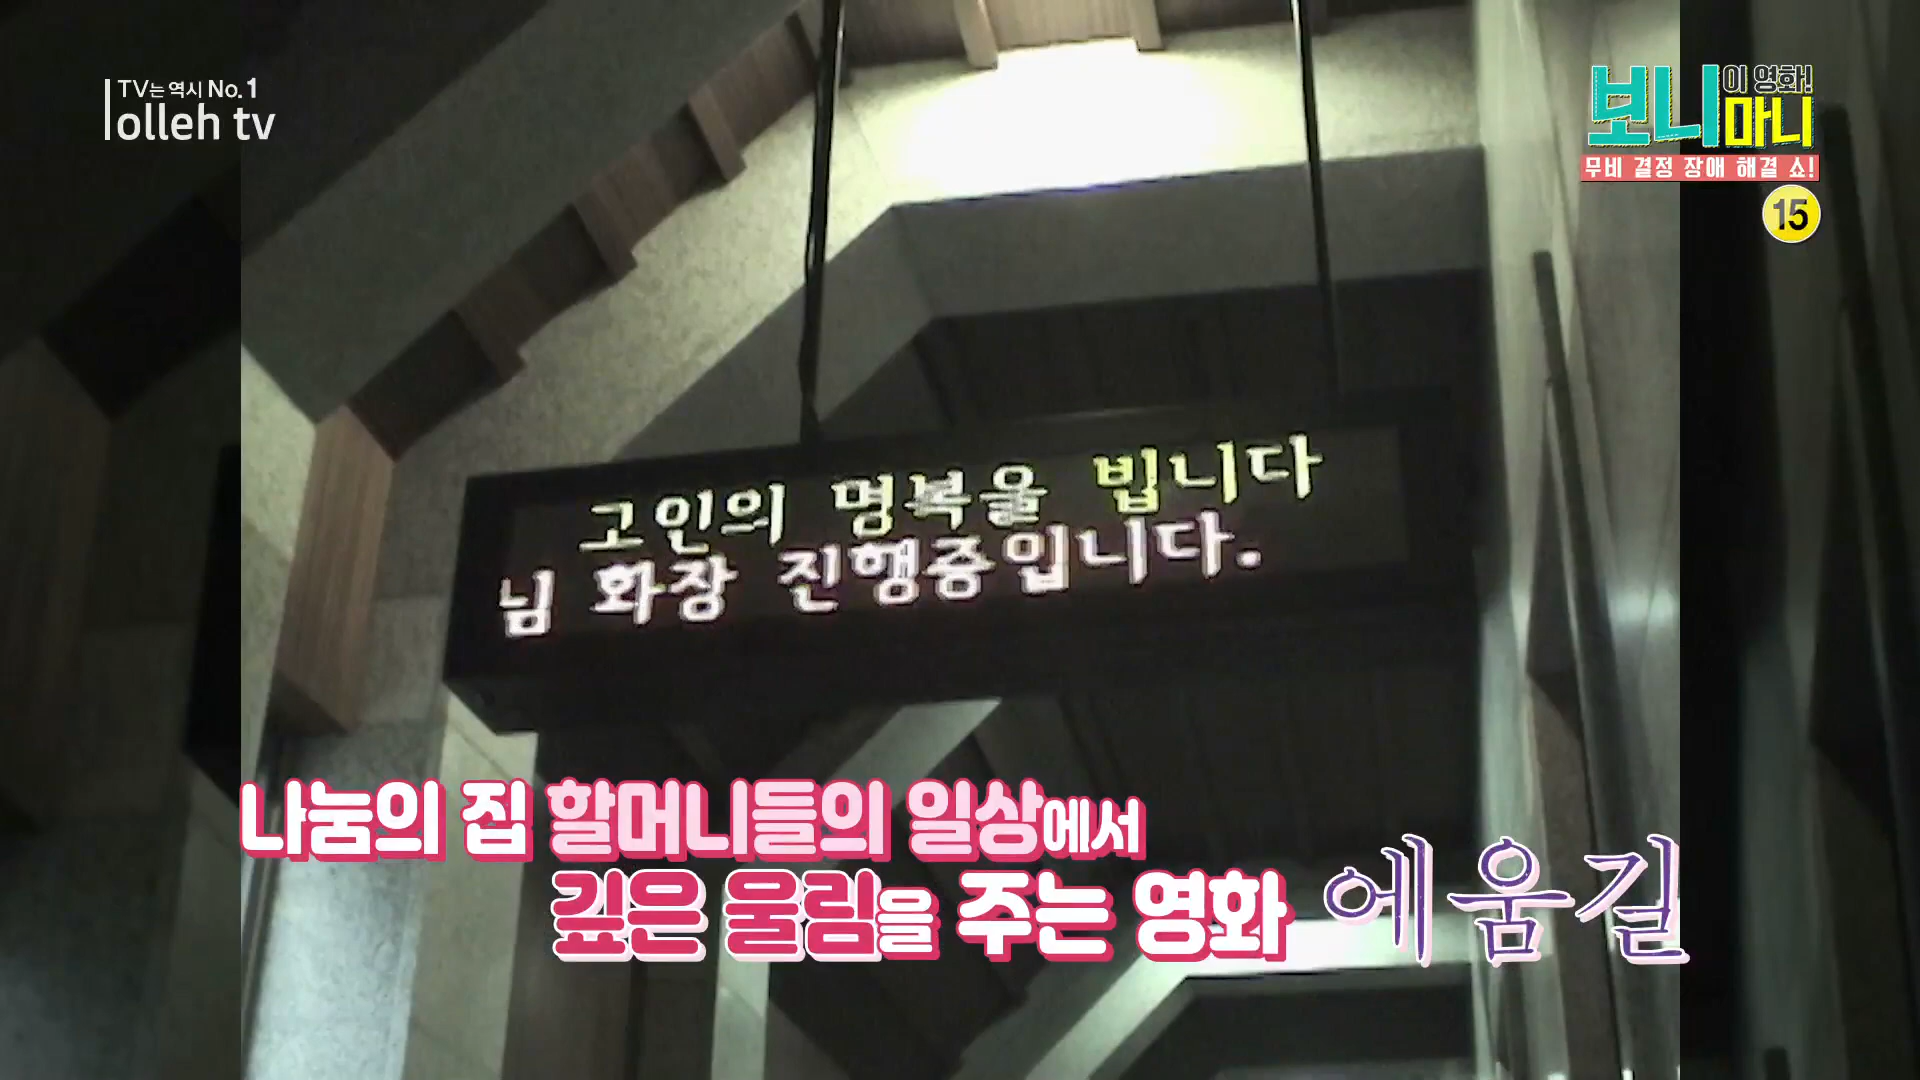 TV는 역시 No.1
olleh tv
보니 이 영화! 마니
무비 결정 장애 해결 쇼!
15
고인의 명복을 빕니다
님 화장 진행중입니다.
나눔의 집 할머니들의 일상에서
깊은 울림을 주는 영화 에움길